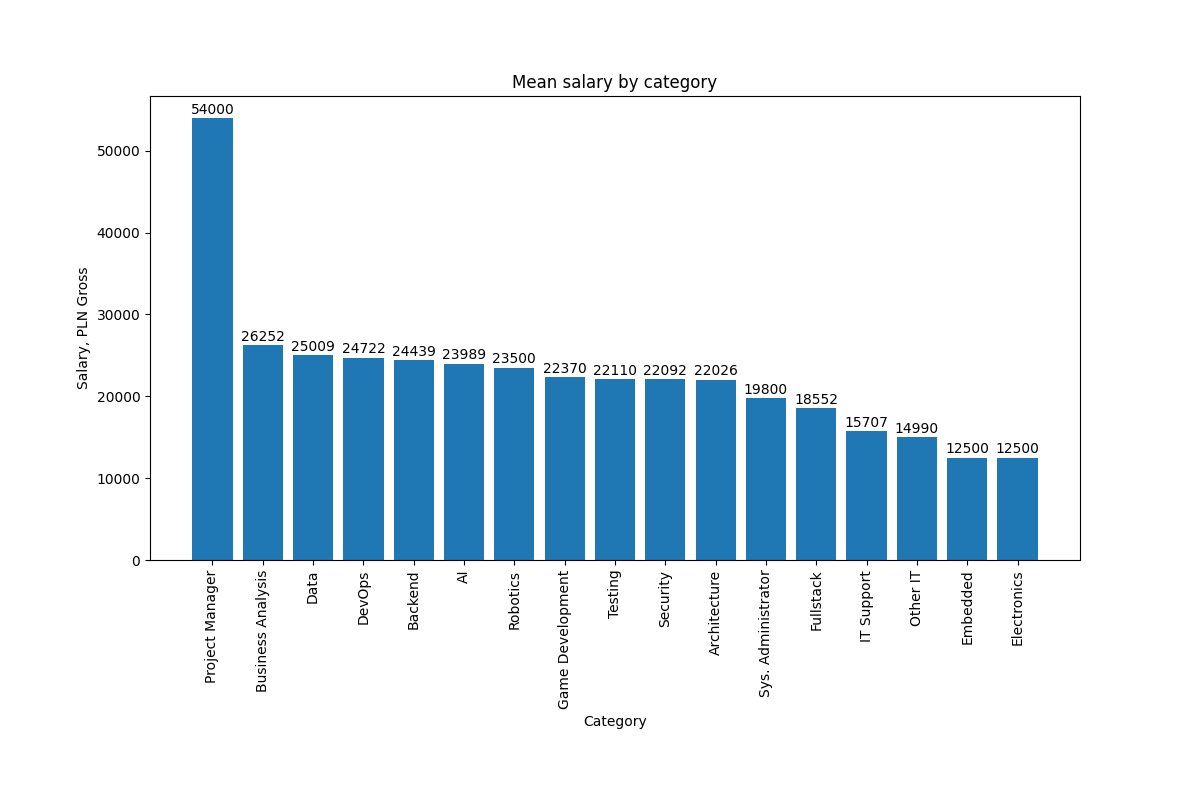 Mean salary by category
Salary, PLN Gross
50000
40000
30000
20000
10000
0
54000
26252
25009
24722
24439
23989
23500
22370
22110
22092
22026
19800
18552
15707
14990
12500
12500
Project Manager
Business Analysis
Data
DevOps
Backend
AI
Robotics
Game Development
Testing
Security
Architecture
Sys. Administrator
Fullstack
IT Support
Other IT
Embedded
Electronics
Category